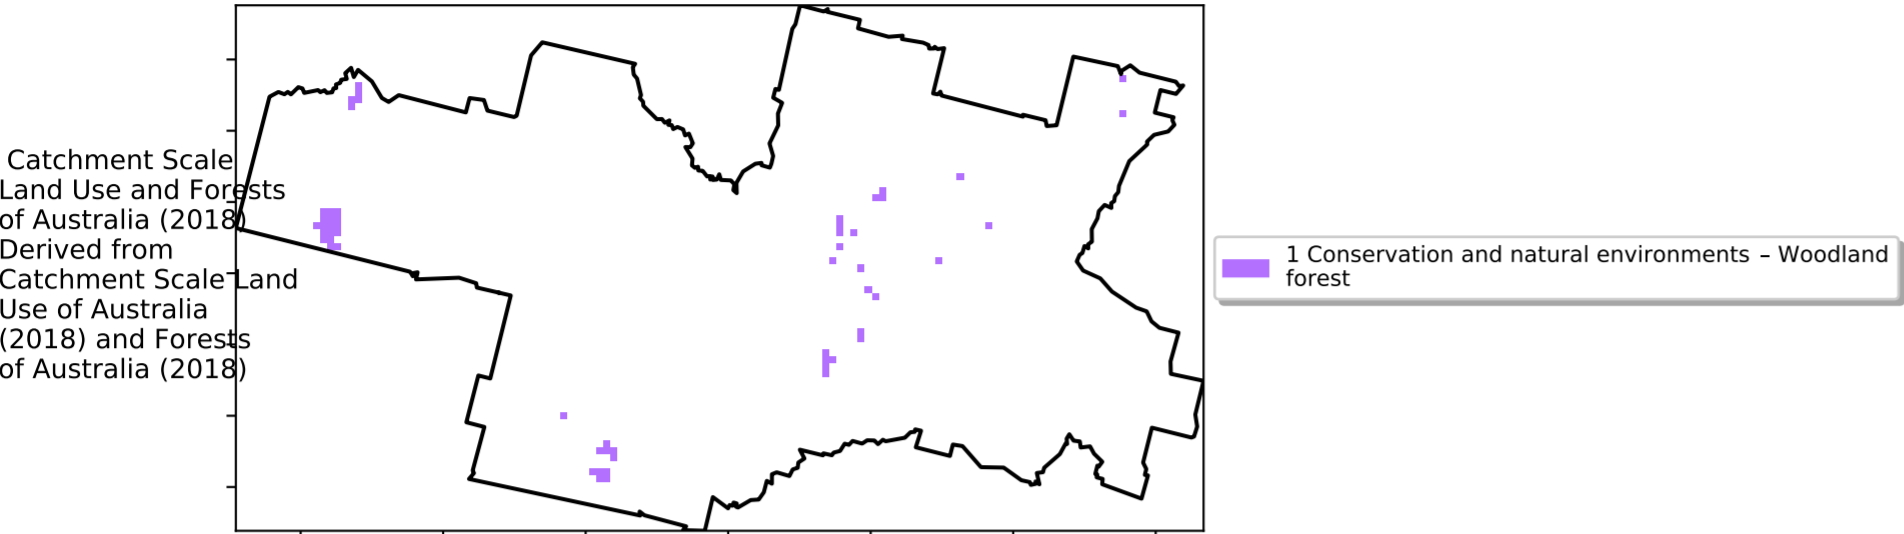 Catchment Scale
Land Use and Forests
of Australia (2018)
Derived from
Catchment Scale Land
Use of Australia
(2018) and Forests
of Australia (2018)
1 Conservation and natural environments – Woodland
forest